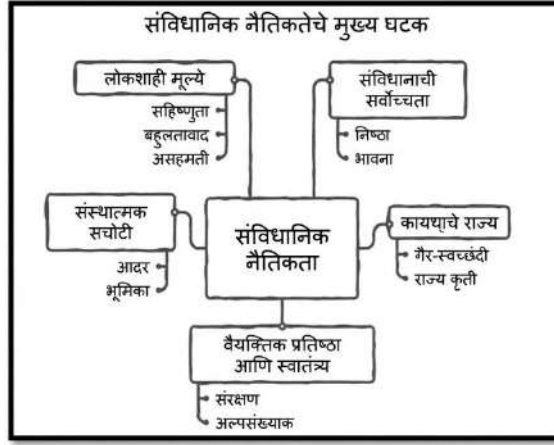 संविधानिक नैतिकतेचे मुख्य घटक
लोकशाही मूल्ये
सहिष्णुता
बहुलतावाद
असहमती
संविधानाची
सर्वोच्चता
निष्ठा
भावना
संस्थात्मक
सचोटी
आदर
भूमिका
संविधानिक
नैतिकता
कायद्याचे राज्य
गैर-स्वच्छंदी
राज्य कृती
वैयक्तिक प्रतिष्ठा
आणि स्वातंत्र्य
संरक्षण
अल्पसंख्याक